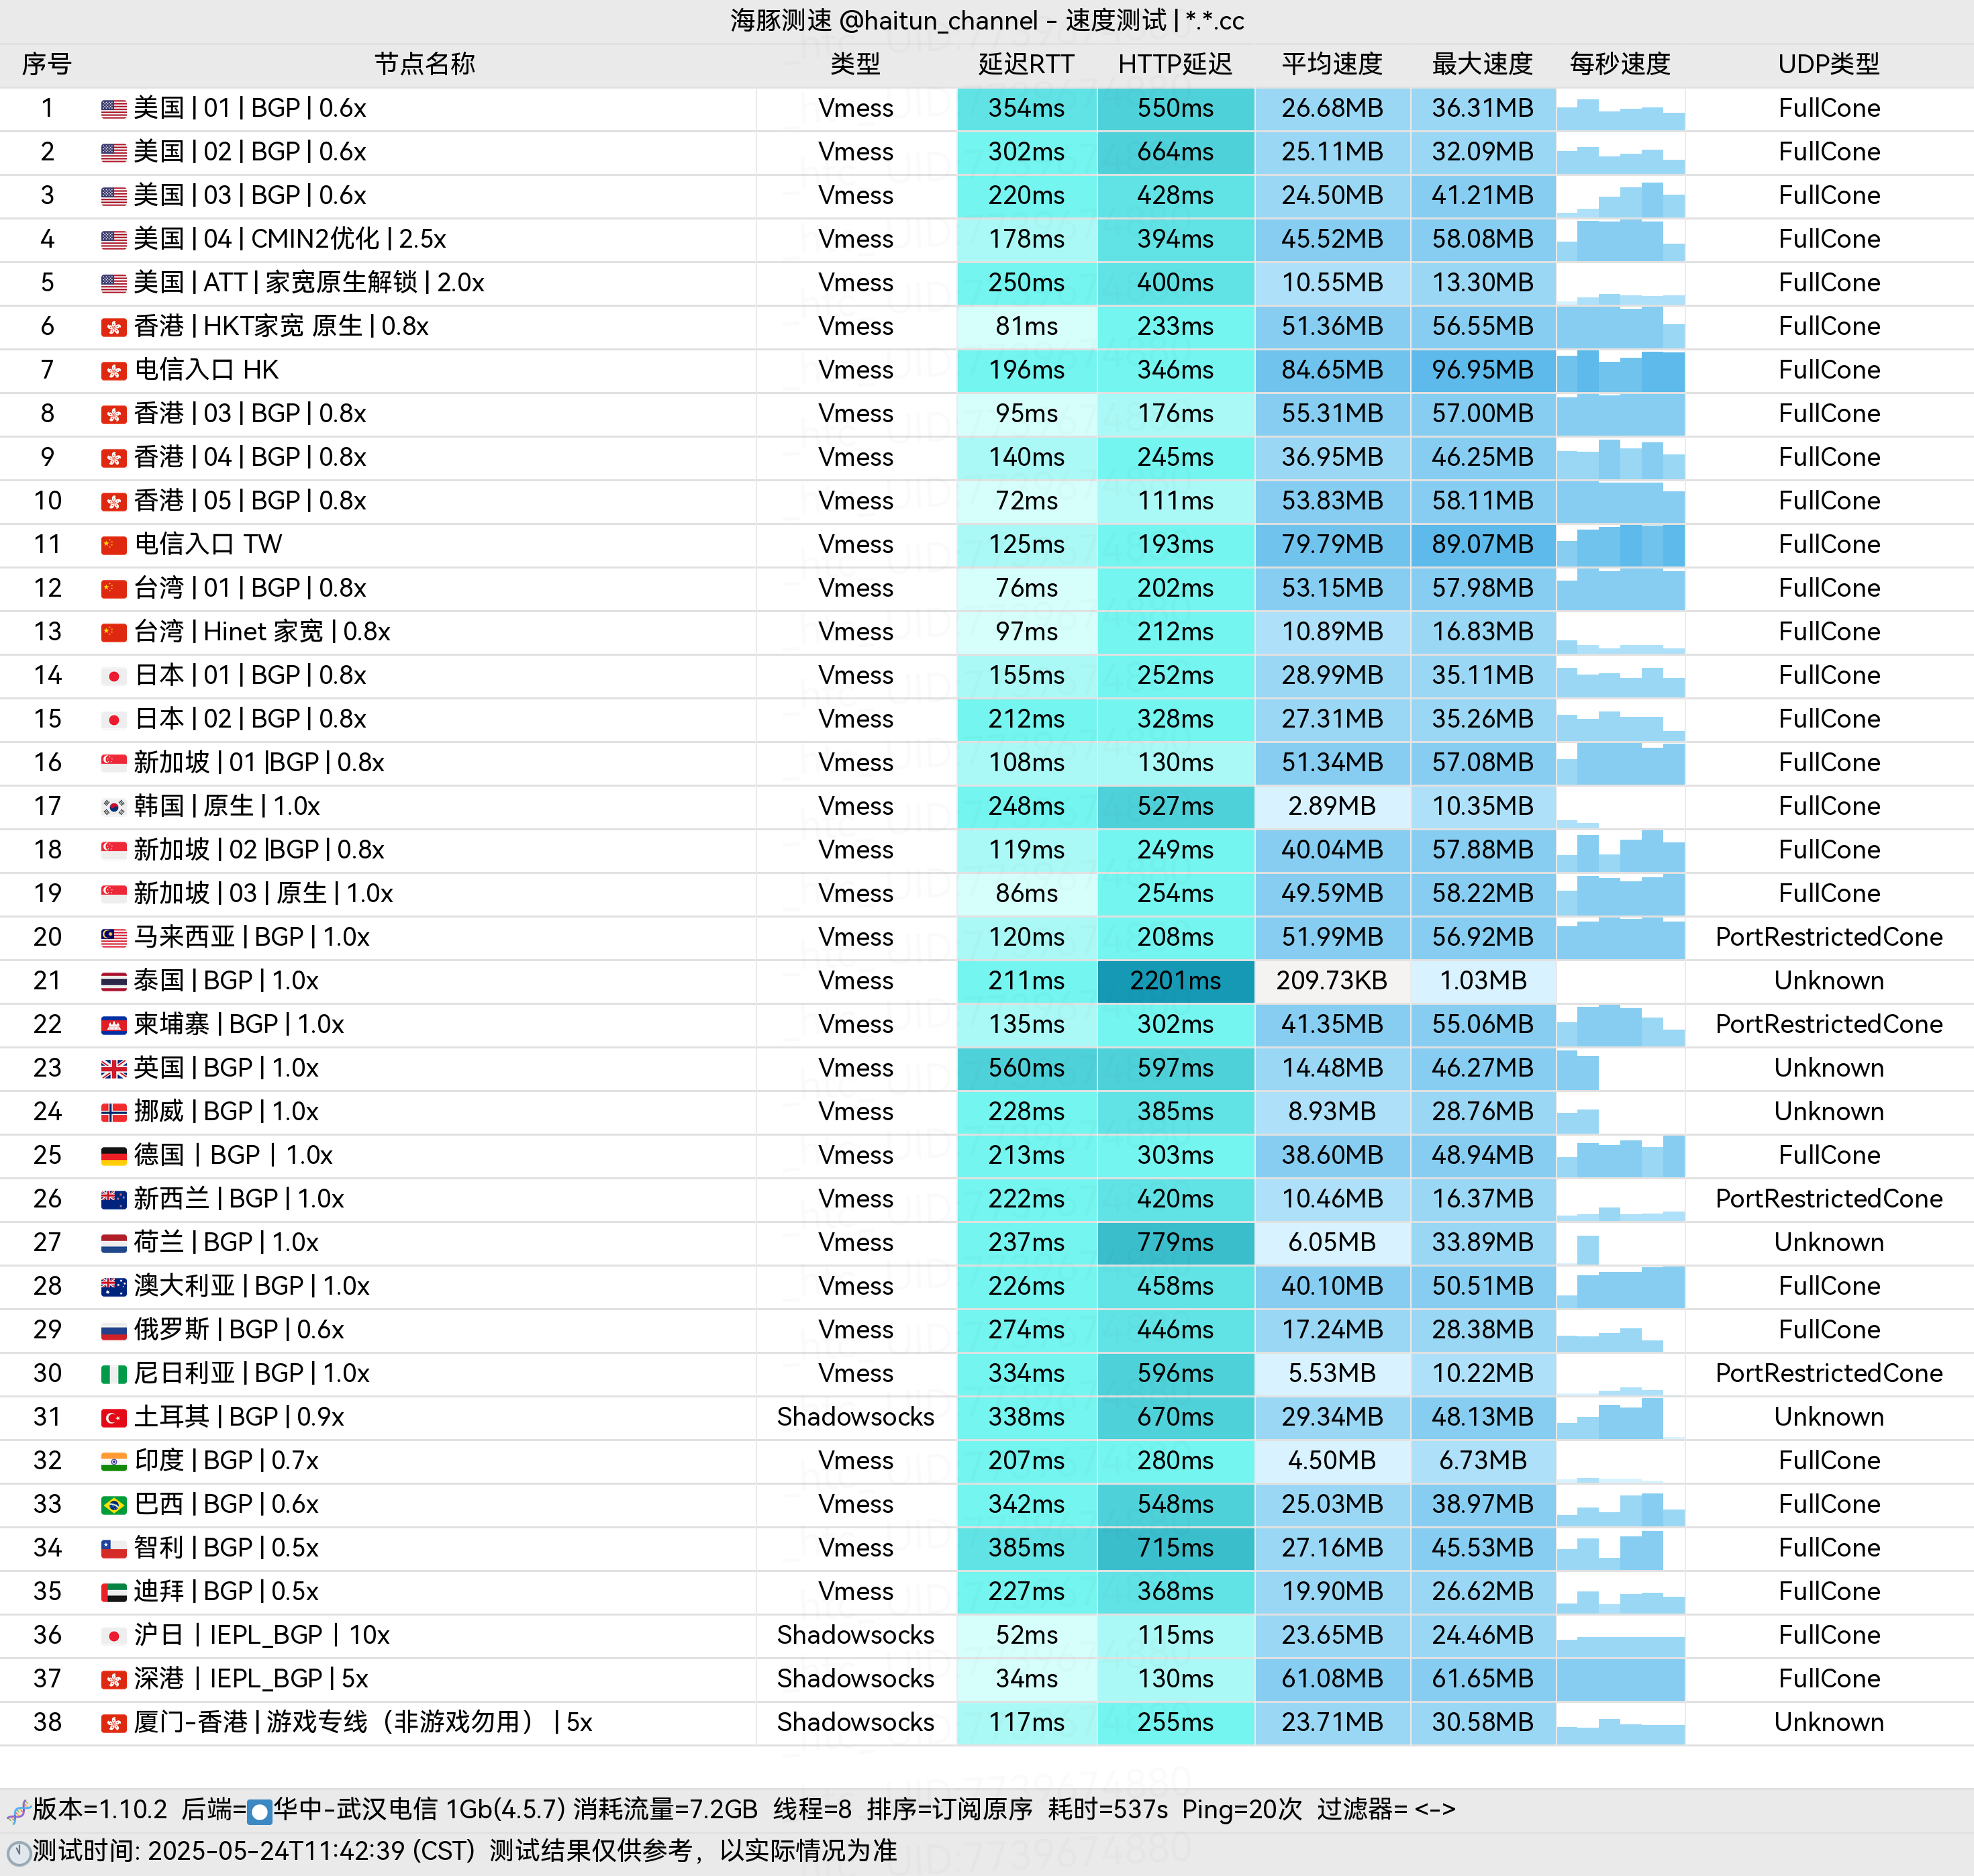 海豚测速 @haitun_channel - 速度测试 | *.*.cc
序号 节点名称 类型 延迟RTT HTTP延迟 平均速度 最大速度 每秒速度 UDP类型
1 美国 | 01 | BGP | 0.6x Vmess 354ms 550ms 26.68MB 36.31MB FullCone
2 美国 | 02 | BGP | 0.6x Vmess 302ms 664ms 25.11MB 32.09MB FullCone
3 美国 | 03 | BGP | 0.6x Vmess 220ms 428ms 24.50MB 41.21MB FullCone
4 美国 | 04 | CMIN2优化 | 2.5x Vmess 178ms 394ms 45.52MB 58.08MB FullCone
5 美国 | ATT | 家宽原生解锁 | 2.0x Vmess 250ms 400ms 10.55MB 13.30MB FullCone
6 香港 | HKT家宽 原生 | 0.8x Vmess 81ms 233ms 51.36MB 56.55MB FullCone
7 电信入口 HK Vmess 196ms 346ms 84.65MB 96.95MB FullCone
8 香港 | 03 | BGP | 0.8x Vmess 95ms 176ms 55.31MB 57.00MB FullCone
9 香港 | 04 | BGP | 0.8x Vmess 140ms 245ms 36.95MB 46.25MB FullCone
10 香港 | 05 | BGP | 0.8x Vmess 72ms 111ms 53.83MB 58.11MB FullCone
11 电信入口 TW Vmess 125ms 193ms 79.79MB 89.07MB FullCone
12 台湾 | 01 | BGP | 0.8x Vmess 76ms 202ms 53.15MB 57.98MB FullCone
13 台湾 | Hinet 家宽 | 0.8x Vmess 97ms 212ms 10.89MB 16.83MB FullCone
14 日本 | 01 | BGP | 0.8x Vmess 155ms 252ms 28.99MB 35.11MB FullCone
15 日本 | 02 | BGP | 0.8x Vmess 212ms 328ms 27.31MB 35.26MB FullCone
16 新加坡 | 01 |BGP | 0.8x Vmess 108ms 130ms 51.34MB 57.08MB FullCone
17 韩国 | 原生 | 1.0x Vmess 248ms 527ms 2.89MB 10.35MB FullCone
18 新加坡 | 02 |BGP | 0.8x Vmess 119ms 249ms 40.04MB 57.88MB FullCone
19 新加坡 | 03 | 原生 | 1.0x Vmess 86ms 254ms 49.59MB 58.22MB FullCone
20 马来西亚 | BGP | 1.0x Vmess 120ms 208ms 51.99MB 56.92MB PortRestrictedCone
21 泰国 | BGP | 1.0x Vmess 211ms 2201ms 209.73KB 1.03MB Unknown
22 柬埔寨 | BGP | 1.0x Vmess 135ms 302ms 41.35MB 55.06MB PortRestrictedCone
23 英国 | BGP | 1.0x Vmess 560ms 597ms 14.48MB 46.27MB Unknown
24 挪威 | BGP | 1.0x Vmess 228ms 385ms 8.93MB 28.76MB Unknown
25 德国 | BGP | 1.0x Vmess 213ms 303ms 38.60MB 48.94MB FullCone
26 新西兰 | BGP | 1.0x Vmess 222ms 420ms 10.46MB 16.37MB PortRestrictedCone
27 荷兰 | BGP | 1.0x Vmess 237ms 779ms 6.05MB 33.89MB Unknown
28 澳大利亚 | BGP | 1.0x Vmess 226ms 458ms 40.10MB 50.51MB FullCone
29 俄罗斯 | BGP | 0.6x Vmess 274ms 446ms 17.24MB 28.38MB FullCone
30 尼日利亚 | BGP | 1.0x Vmess 334ms 596ms 5.53MB 10.22MB PortRestrictedCone
31 土耳其 | BGP | 0.9x Shadowsocks 338ms 670ms 29.34MB 48.13MB Unknown
32 印度 | BGP | 0.7x Vmess 207ms 280ms 4.50MB 6.73MB FullCone
33 巴西 | BGP | 0.6x Vmess 342ms 548ms 25.03MB 38.97MB FullCone
34 智利 | BGP | 0.5x Vmess 385ms 715ms 27.16MB 45.53MB FullCone
35 迪拜 | BGP | 0.5x Vmess 227ms 368ms 19.90MB 26.62MB FullCone
36 沪日 | IEPL_BGP | 10x Shadowsocks 52ms 115ms 23.65MB 24.46MB FullCone
37 深港 | IEPL_BGP | 5x Shadowsocks 34ms 130ms 61.08MB 61.65MB FullCone
38 厦门-香港 | 游戏专线（非游戏勿用） | 5x Shadowsocks 117ms 255ms 23.71MB 30.58MB Unknown
版本=1.10.2 后端=华中-武汉电信 1Gb(4.5.7) 消耗流量=7.2GB 线程=8 排序=订阅原序 耗时=537s Ping=20次 过滤器= <->
测试时间: 2025-05-24T11:42:39 (CST) 测试结果仅供参考，以实际情况为准